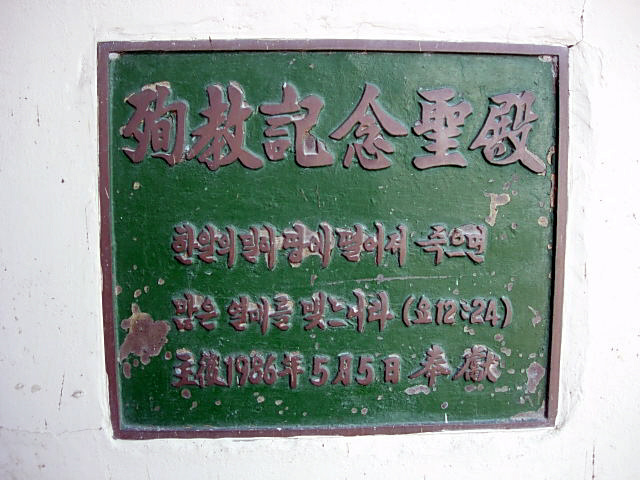 殉教記念聖殿
한알의 밀이 땅에 떨어져 죽으면
많은 열매를 맺느니라 (요12:24)
主後1986年 5月5日 奉獻